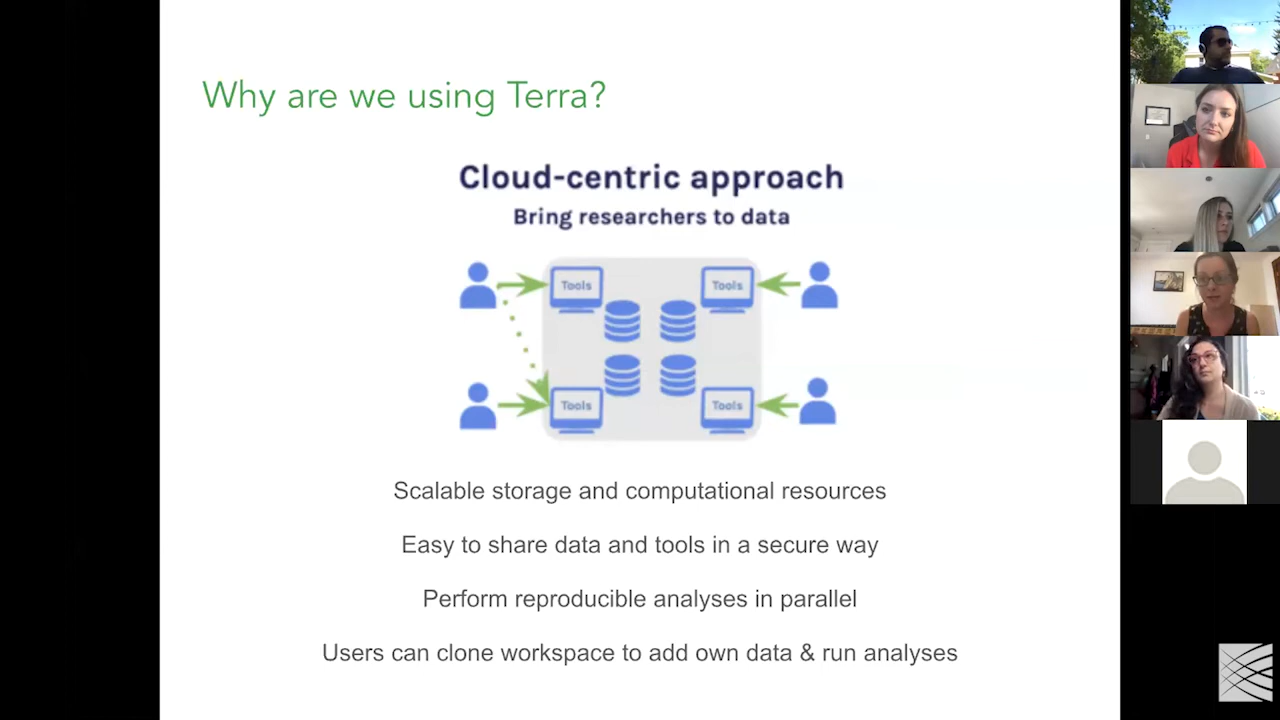 Why are we using Terra?
Cloud-centric approach
Bring researchers to data
Tools
Tools
Tools
Tools
Scalable storage and computational resources
Easy to share data and tools in a secure way
Perform reproducible analyses in parallel
Users can clone workspace to add own data & run analyses